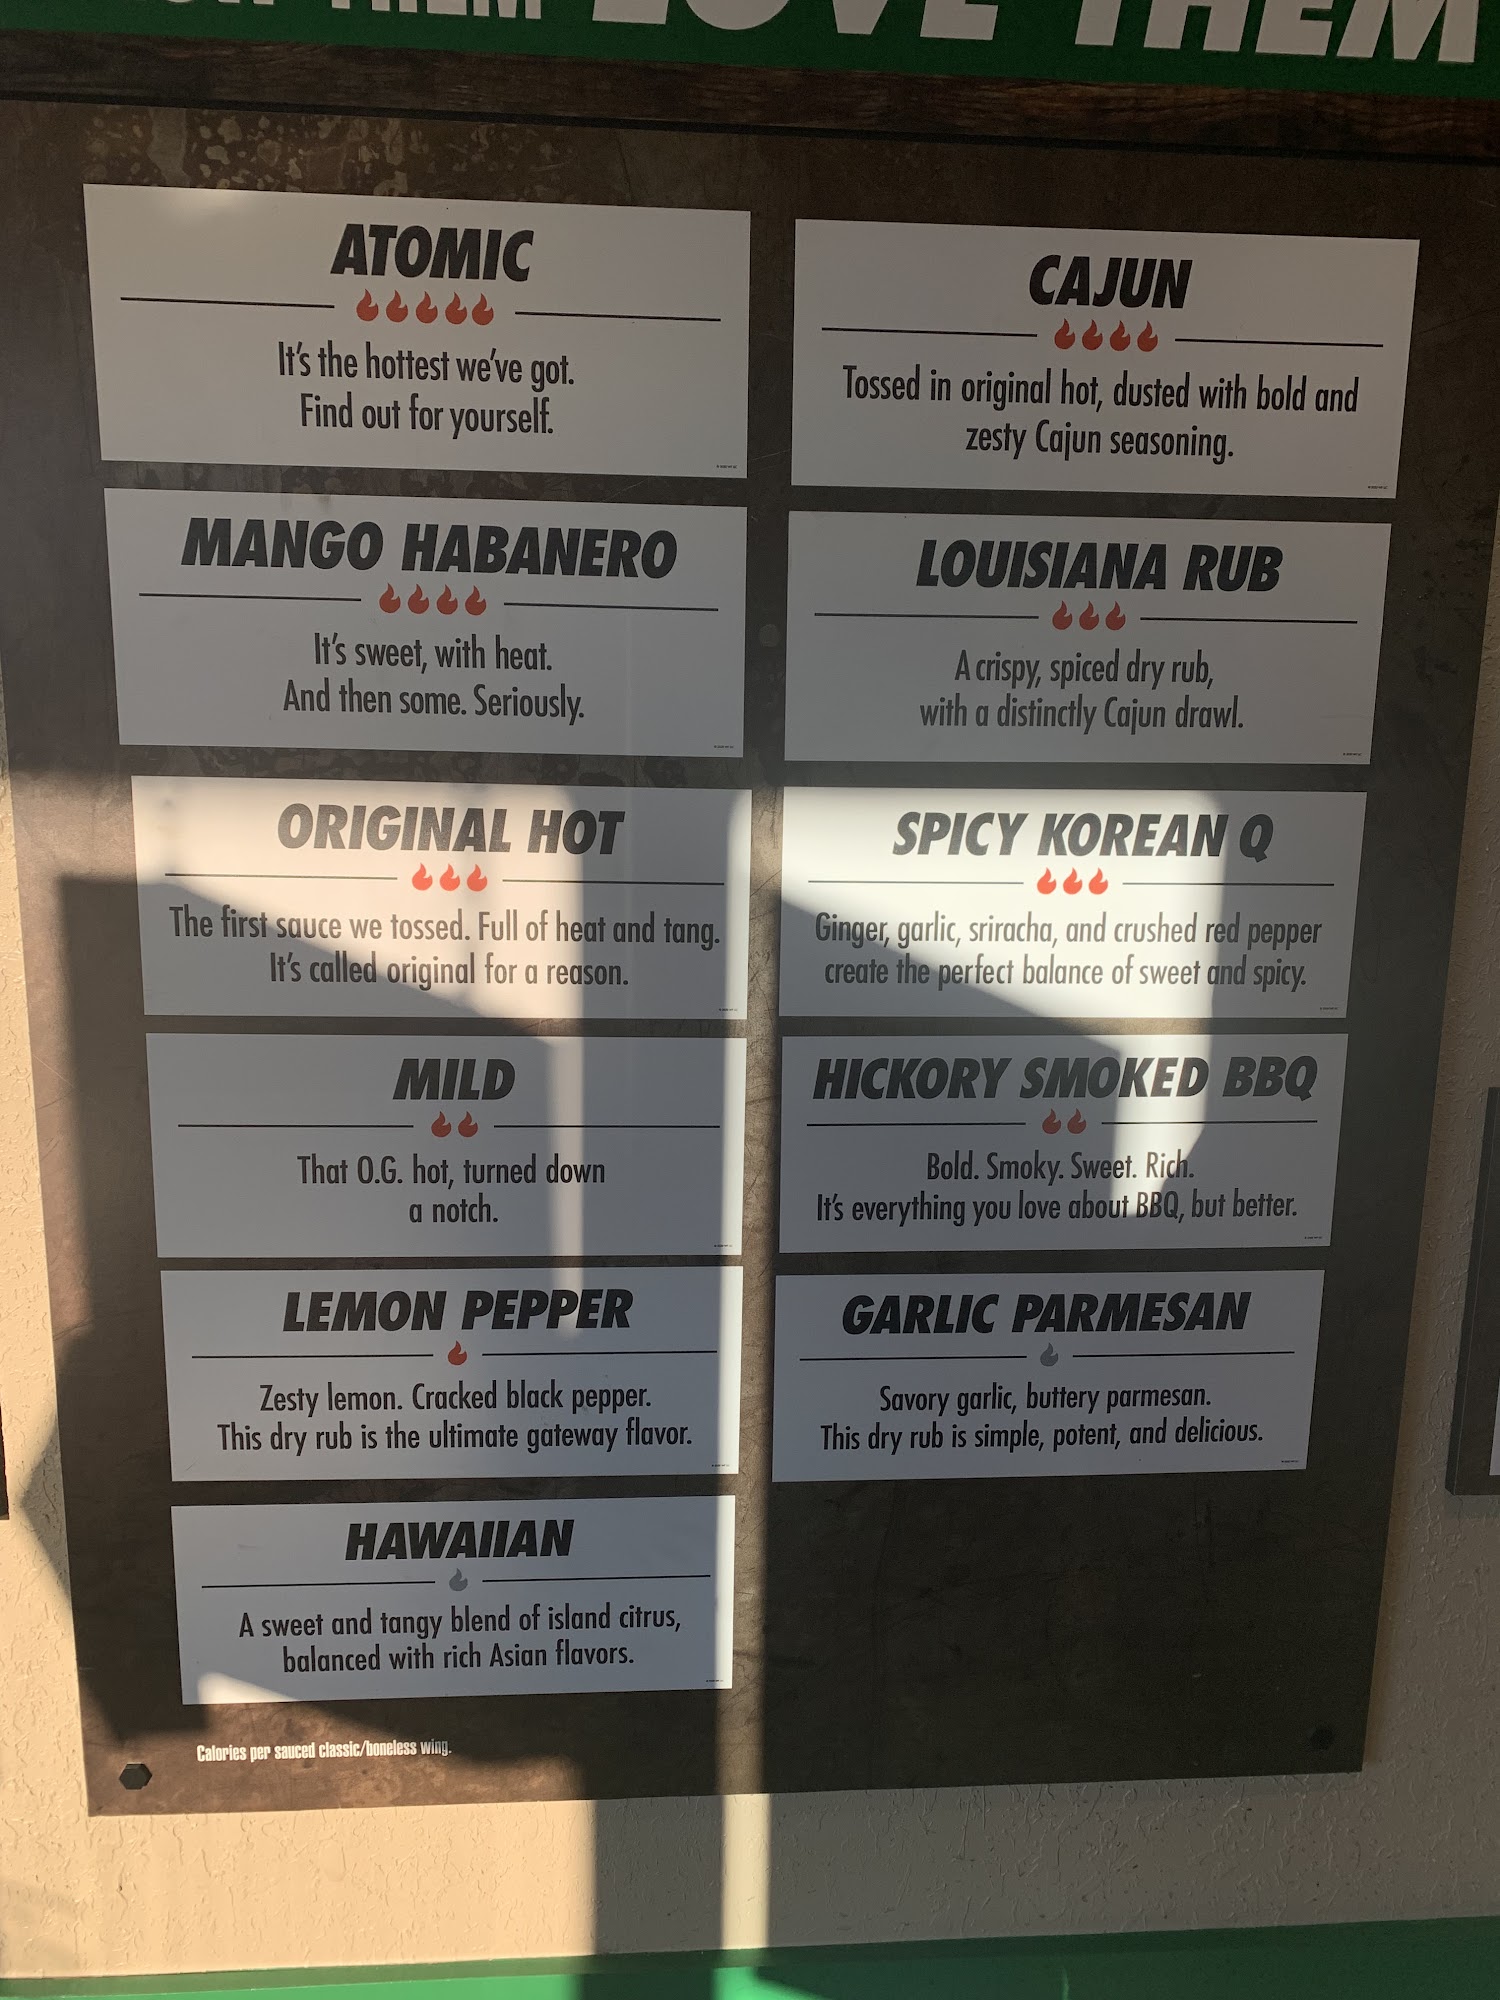 THEM LOVE THEM
ATOMIC
It's the hottest we've got.
Find out for yourself.
CAJUN
Tossed in original hot, dusted with bold and
zesty Cajun seasoning.
MANGO HABANERO
It's sweet, with heat.
And then some. Seriously.
LOUISIANA RUB
A crispy, spiced dry rub,
with a distinctly Cajun drawl.
ORIGINAL HOT
The first sauce we tossed. Full of heat and tang.
It's called original for a reason.
SPICY KOREAN Q
Ginger, garlic, sriracha, and crushed red pepper
create the perfect balance of sweet and spicy.
MILD
That O.G. hot, turned down
a notch.
HICKORY SMOKED BBQ
Bold. Smoky. Sweet. Rich.
It's everything you love about BBQ, but better.
LEMON PEPPER
Zesty lemon. Cracked black pepper.
This dry rub is the ultimate gateway flavor.
GARLIC PARMESAN
Savory garlic, buttery parmesan.
This dry rub is simple, potent, and delicious.
HAWAIIAN
A sweet and tangy blend of island citrus,
balanced with rich Asian flavors.
Calories per sauced classic/boneless wing.